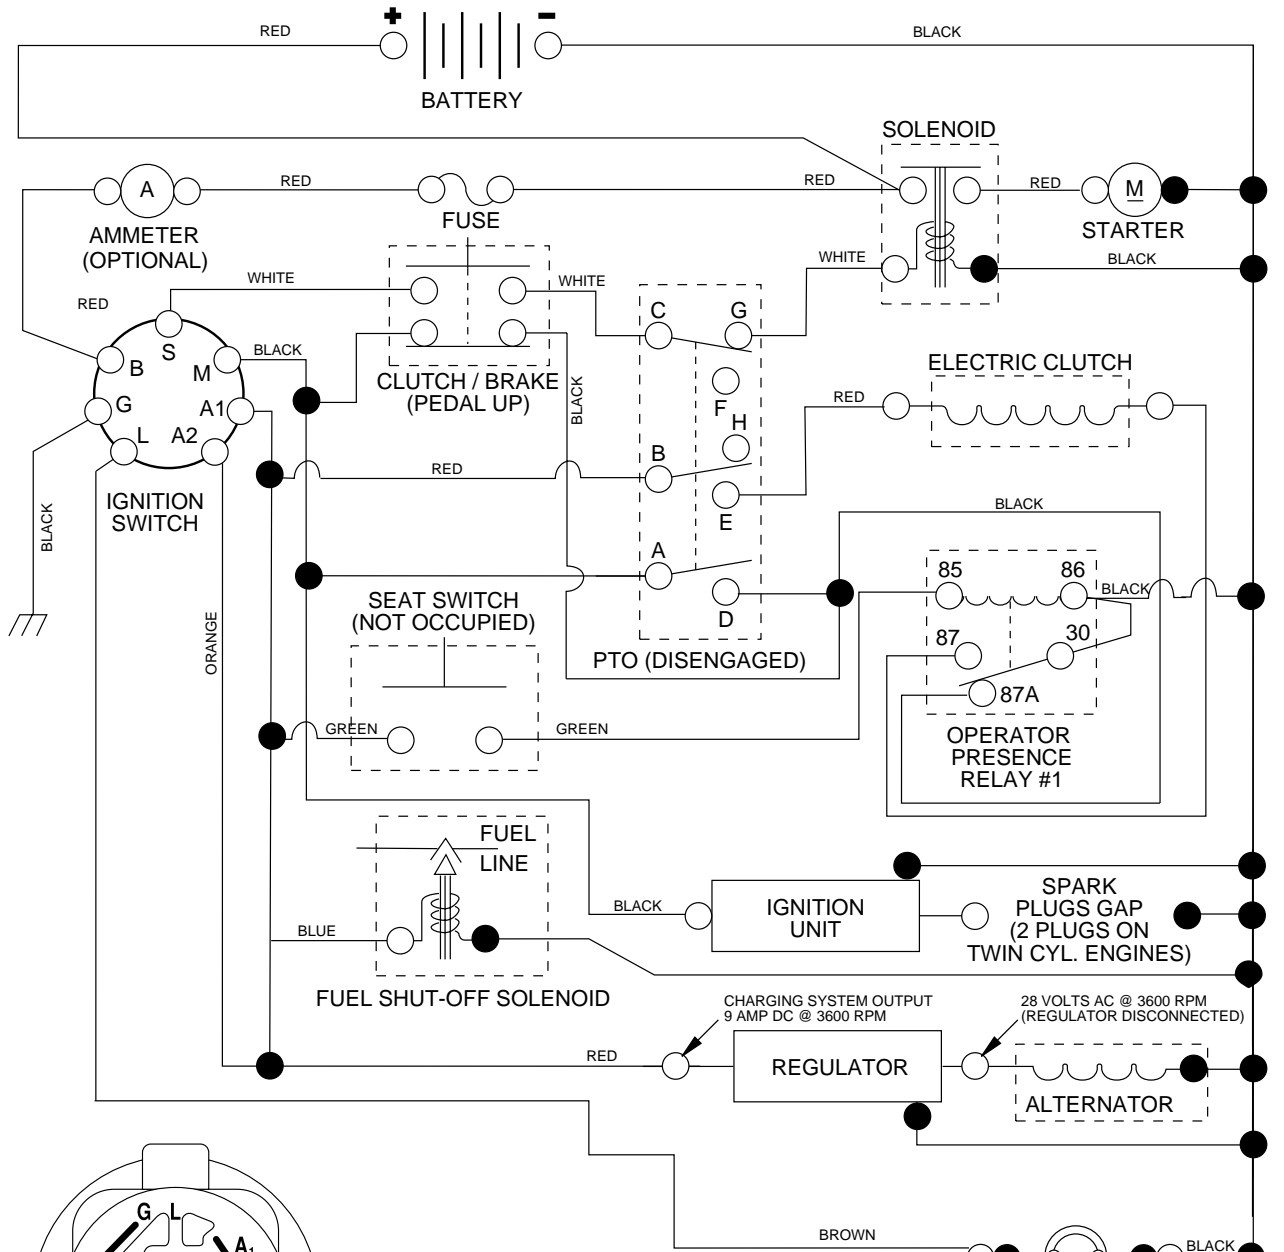 +
-
RED
BLACK
BATTERY
SOLENOID
A
RED
RED
RED
M
FUSE
AMMETER
(OPTIONAL)
STARTER
WHITE
BLACK
WHITE
WHITE
RED
C
G
S
B
M
BLACK
ELECTRIC CLUTCH
CLUTCH / BRAKE
(PEDAL UP)
BLACK
RED
G
A1
F
H
L
A2
B
RED
IGNITION
SWITCH
BLACK
E
BLACK
A
85
86
BLACK
SEAT SWITCH
(NOT OCCUPIED)
D
ORANGE
87
30
PTO (DISENGAGED)
87A
GREEN
GREEN
OPERATOR
PRESENCE
RELAY #1
FUEL
LINE
SPARK
PLUGS GAP
(2 PLUGS ON
TWIN CYL. ENGINES)
BLACK
IGNITION
UNIT
BLUE
FUEL SHUT-OFF SOLENOID
CHARGING SYSTEM OUTPUT
9 AMP DC @ 3600 RPM
28 VOLTS AC @ 3600 RPM
(REGULATOR DISCONNECTED)
RED
REGULATOR
ALTERNATOR
G
L
A1
BROWN
BLACK